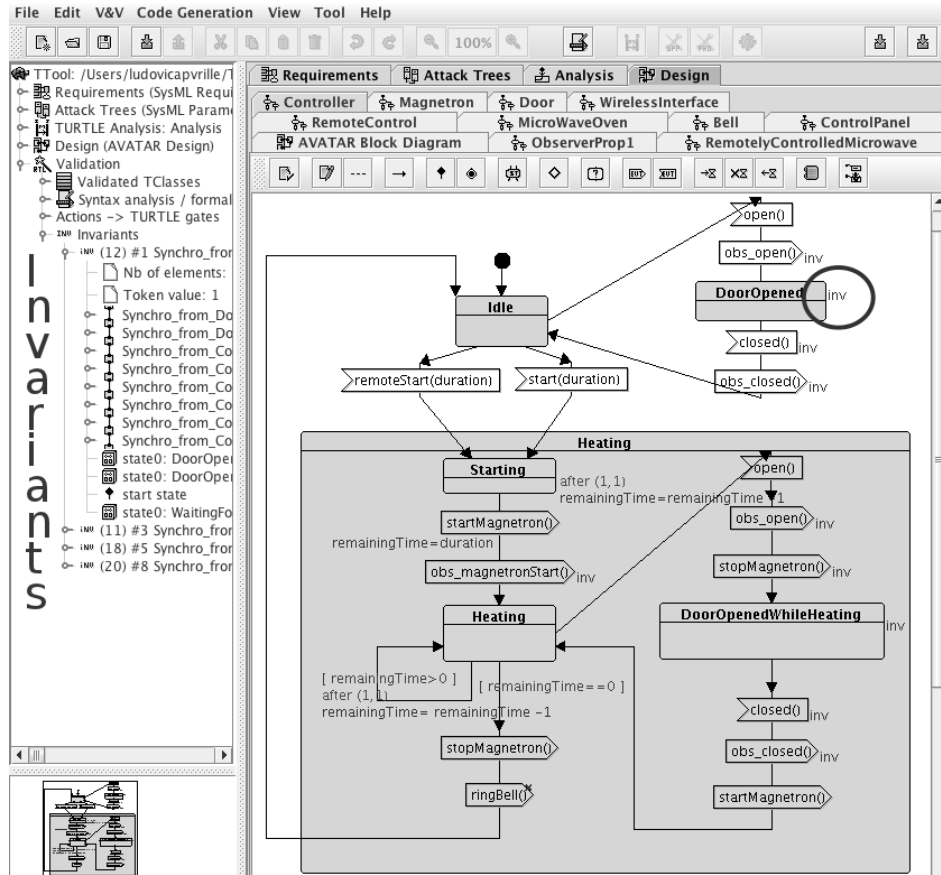 File Edit V&V Code Generation View Tool Help
100%
TTool: /Users/ludovicapvrille/T
Requirements (SysML Requi
Attack Trees (SysML Parame
TURTLE Analysis: Analysis
Design (AVATAR Design)
Validation
Validated TClasses
Syntax analysis / formal
Actions -> TURTLE gates
Invariants
(12) #1 Synchro_from
Nb of elements:
Token value: 1
Synchro_from_Do
Synchro_from_Do
Synchro_from_Co
Synchro_from_Co
Synchro_from_Co
Synchro_from_Co
Synchro_from_Co
Synchro_from_Co
state0: DoorOpe
state0: DoorOpe
start state
state0: WaitingFo
(11) #3 Synchro_from
(18) #5 Synchro_from
(20) #8 Synchro_from
Invariants
Requirements Attack Trees Analysis Design
Controller Magnetron Door WirelessInterface
RemoteControl MicroWaveOven Bell ControlPanel
AVATAR Block Diagram ObserverProp1 RemotelyControlledMicrowave
open()
obs_open() inv
DoorOpened inv
Idle
closed() inv
remoteStart(duration) start(duration) obs_closed() inv
Heating
Starting
open()
after (1,1)
remainingTime=remainingTime -1
startMagnetron()
obs_open() inv
remainingTime=duration
obs_magnetronStart() inv
stopMagnetron() inv
Heating
DoorOpenedWhileHeating inv
[ remainingTime>0 ]
after (1,1)
remainingTime= remainingTime -1
[ remainingTime==0 ]
closed() inv
stopMagnetron()
obs_closed() inv
ringBell()
startMagnetron()